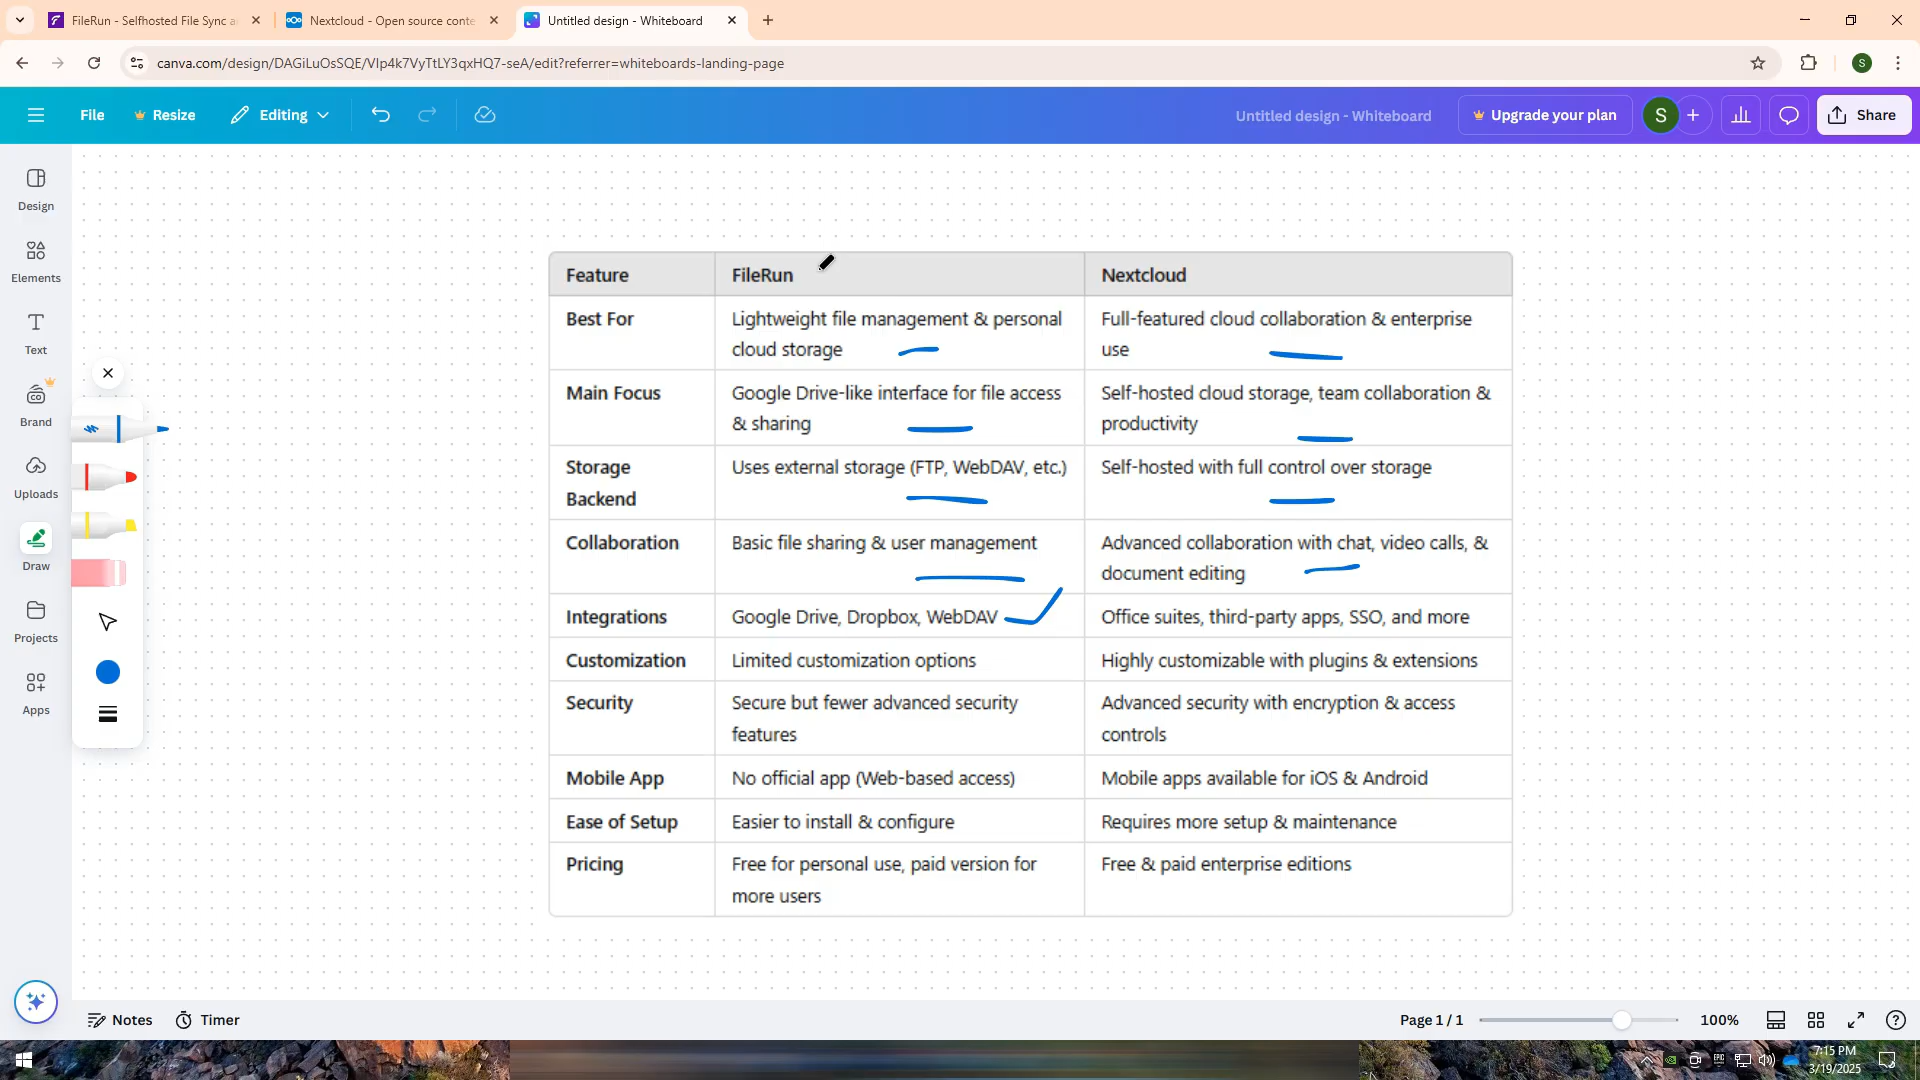 FileRun - Selfhosted File Sync a
Nextcloud - Open source conte
Untitled design - Whiteboard
canva.com/design/DAGiLuOsSQE/VIp4k7VyTtLY3qxHQ7-seA/edit?referrer=whiteboards-landing-page
S
File
Resize
Editing
Untitled design - Whiteboard
S
Upgrade your plan
Share
Design
Elements
Text
Brand
Uploads
Draw
Projects
Apps
Feature FileRun Nextcloud
Best For Lightweight file management & personal Full-featured cloud collaboration & enterprise
cloud storage use
Main Focus Google Drive-like interface for file access Self-hosted cloud storage, team collaboration &
& sharing productivity
Storage Uses external storage (FTP, WebDAV, etc.) Self-hosted with full control over storage
Backend
Collaboration Basic file sharing & user management Advanced collaboration with chat, video calls, &
document editing
Integrations Google Drive, Dropbox, WebDAV Office suites, third-party apps, SSO, and more
Customization Limited customization options Highly customizable with plugins & extensions
Security Secure but fewer advanced security Advanced security with encryption & access
features controls
Mobile App No official app (Web-based access) Mobile apps available for iOS & Android
Ease of Setup Easier to install & configure Requires more setup & maintenance
Pricing Free for personal use, paid version for Free & paid enterprise editions
more users
Notes
Timer
Page 1 / 1
100%
7:15 PM
3/19/2025